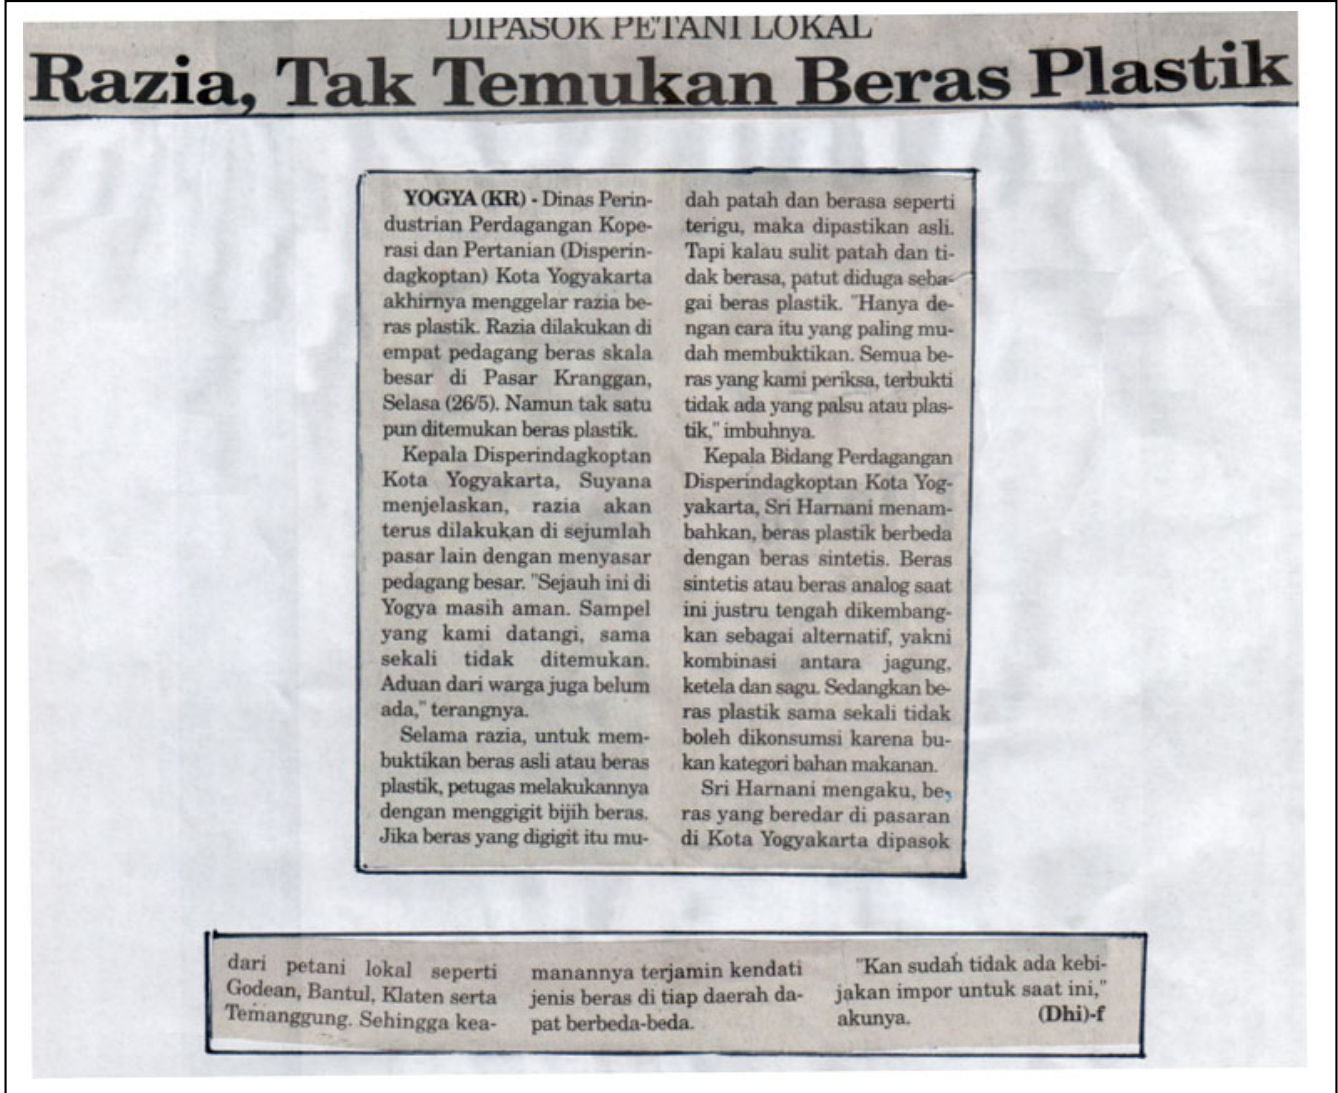 DIPASOK PETANI LOKAL
Razia, Tak Temukan Beras Plastik
YOGYA (KR) - Dinas Perin-
dustrian Perdagangan Kope-
rasi dan Pertanian (Disperin-
dagkoptan) Kota Yogyakarta
akhirnya menggelar razia be-
ras plastik. Razia dilakukan di
empat pedagang beras skala
besar di Pasar Kranggan,
Selasa (26/5). Namun tak satu
pun ditemukan beras plastik.
Kepala Disperindagkoptan
Kota Yogyakarta, Suyana
menjelaskan, razia akan
terus dilakukan di sejumlah
pasar lain dengan menyasar
pedagang besar. "Sejauh ini di
Yogya masih aman. Sampel
yang kami datangi, sama
sekali tidak ditemukan.
Aduan dari warga juga belum
ada," terangnya.
Selama razia, untuk mem-
buktikan beras asli atau beras
plastik, petugas melakukannya
dengan menggigit bijih beras.
Jika beras yang digigit itu mu-
dah patah dan berasa seperti
terigu, maka dipastikan asli.
Tapi kalau sulit patah dan ti-
dak berasa, patut diduga seba-
gai beras plastik. "Hanya de-
ngan cara itu yang paling mu-
dah membuktikan. Semua be-
ras yang kami periksa, terbukti
tidak ada yang palsu atau plas-
tik," imbuhnya.
Kepala Bidang Perdagangan
Disperindagkoptan Kota Yog-
yakarta, Sri Harnani menam-
bahkan, beras plastik berbeda
dengan beras sintetis. Beras
sintetis atau beras analog saat
ini justru tengah dikembang-
kan sebagai alternatif, yakni
kombinasi antara jagung,
ketela dan sagu. Sedangkan be-
ras plastik sama sekali tidak
boleh dikonsumsi karena bu-
kan kategori bahan makanan.
Sri Harnani mengaku, be-
ras yang beredar di pasaran
di Kota Yogyakarta dipasok
dari petani lokal seperti
Godean, Bantul, Klaten serta
Temanggung. Sehingga kea-
manannya terjamin kendati
jenis beras di tiap daerah da-
pat berbeda-beda.
"Kan sudah tidak ada kebi-
jakan impor untuk saat ini,"
akunya. (Dhi)-f